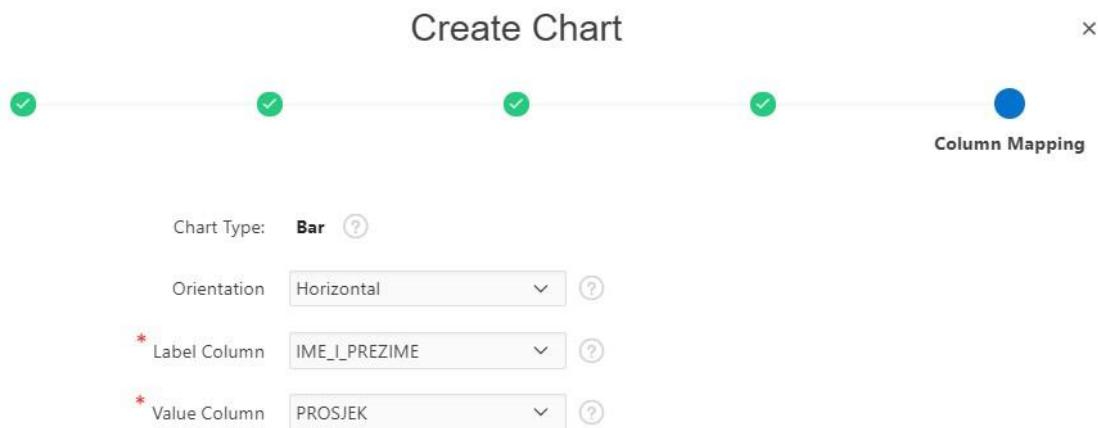 Create Chart
Column Mapping
Chart Type: Bar
Orientation Horizontal
* Label Column IME_I_PREZIME
* Value Column PROSJEK